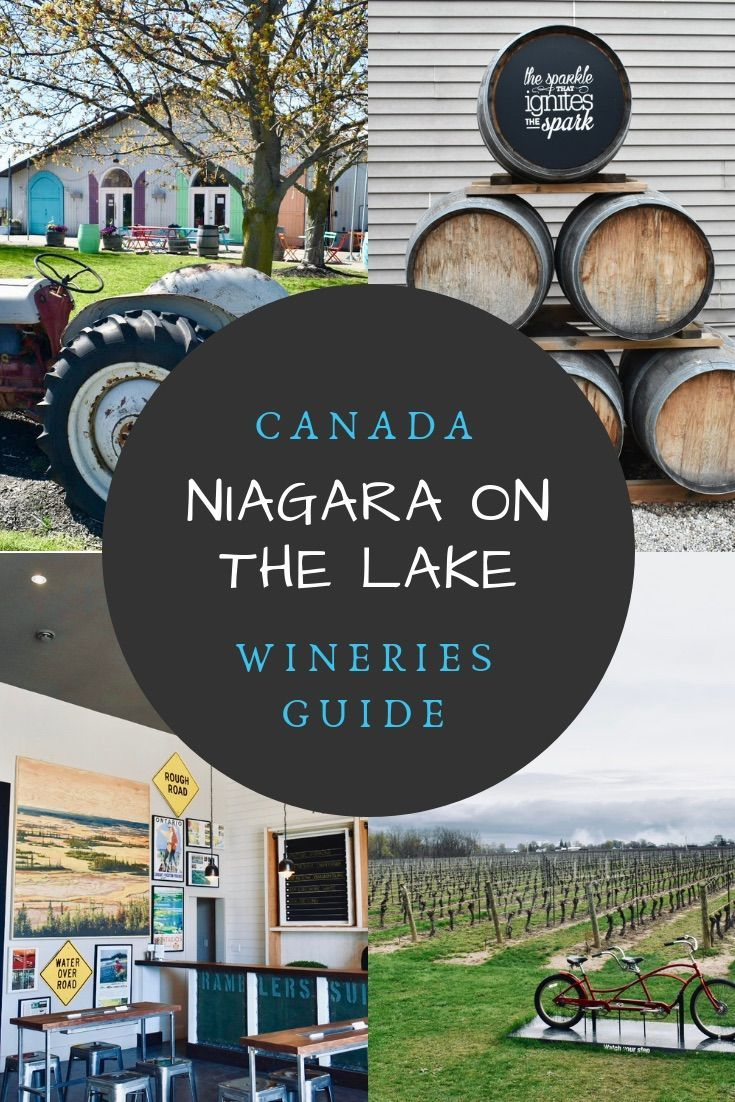 the sparkle
THAT
ignites
THE spark
CANADA
NIAGARA ON
THE LAKE
WINERIES
GUIDE
ROUGH
ROAD
ONTARIO
WATER
OVER
ROAD
RAMBLERS SUI
Watch your step